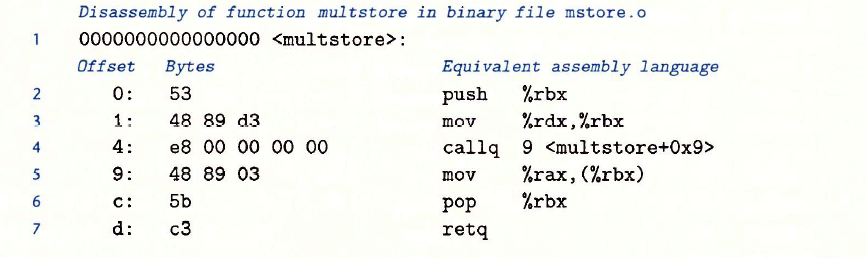 Disassembly of function multstore in binary file mstore.o
1 0000000000000000 <multstore>:
Offset Bytes Equivalent assembly language
2 0: 53 push %rbx
3 1: 48 89 d3 mov %rdx,%rbx
4 4: e8 00 00 00 00 callq 9 <multstore+0x9>
5 9: 48 89 03 mov %rax,(%rbx)
6 c: 5b pop %rbx
7 d: c3 retq